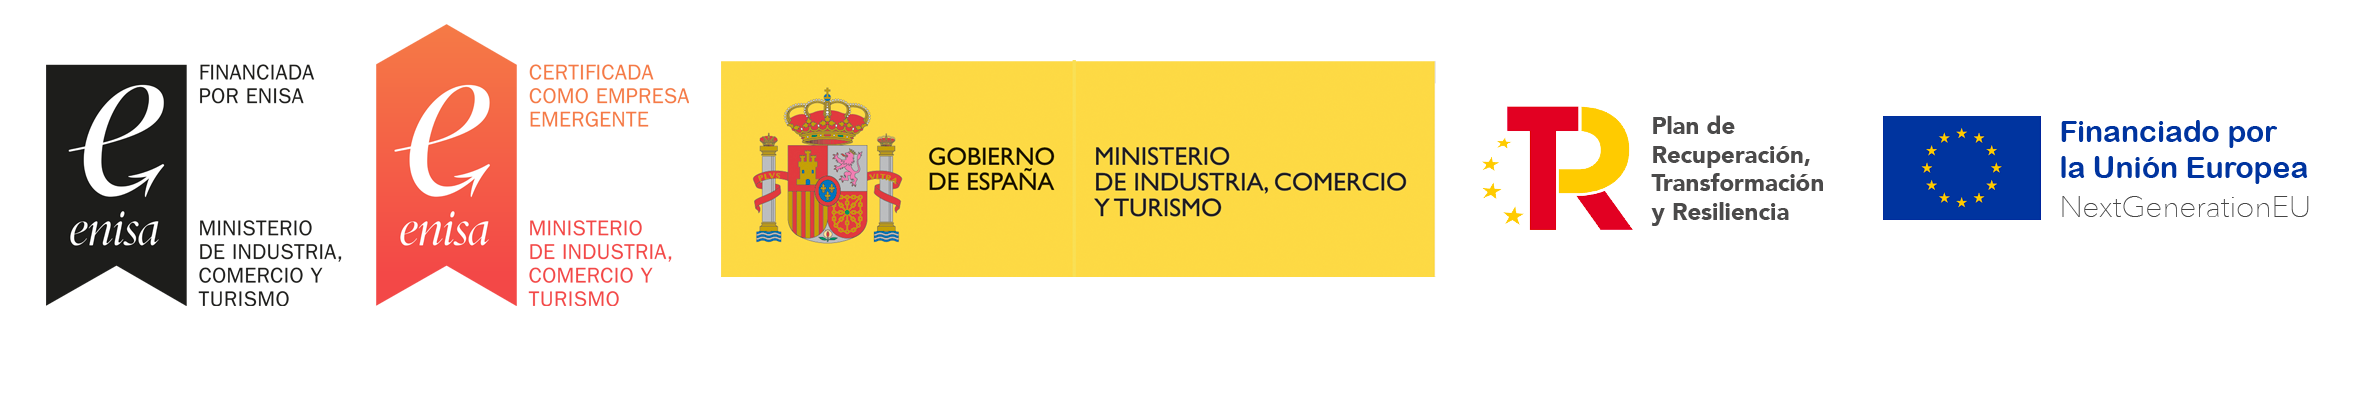 FINANCIADA
POR ENISA
enisa
MINISTERIO
DE INDUSTRIA,
COMERCIO Y
TURISMO
CERTIFICADA
COMO EMPRESA
EMERGENTE
enisa
MINISTERIO
DE INDUSTRIA,
COMERCIO Y
TURISMO
PLVS VLTRA
GOBIERNO
DE ESPAÑA
MINISTERIO
DE INDUSTRIA, COMERCIO
Y TURISMO
TR
Plan de
Recuperación,
Transformación
y Resiliencia
Financiado por
la Unión Europea
NextGenerationEU